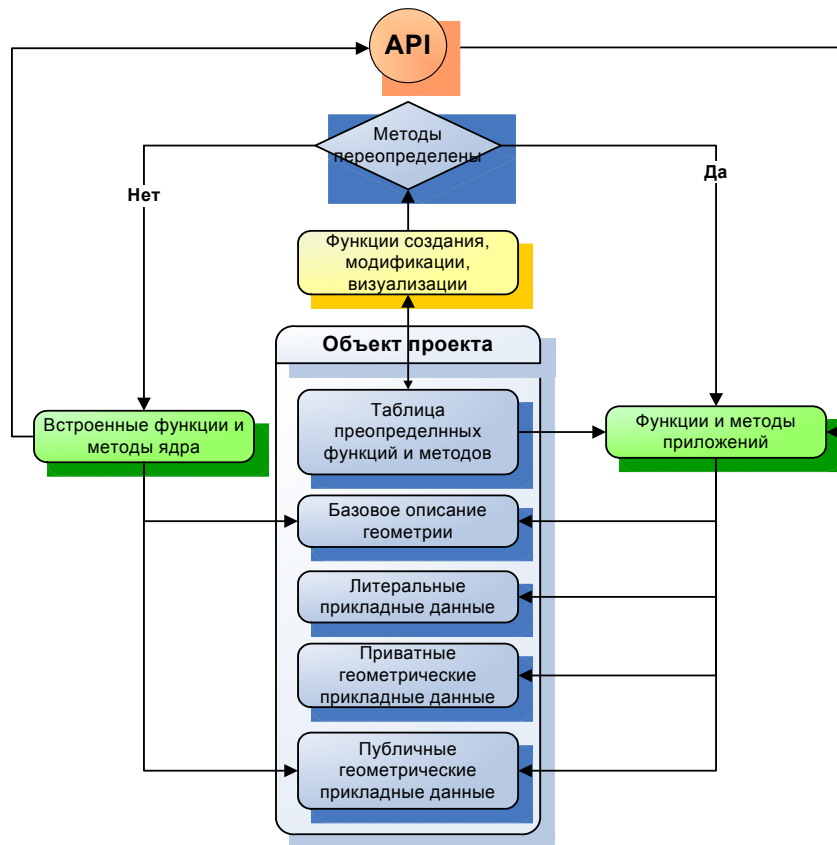 API
Методы
переопределены
Нет
Да
Функции создания,
модификации,
визуализации
Объект проекта
Таблица
преопределнных
функций и методов
Встроенные функции и
методы ядра
Функции и методы
приложений
Базовое описание
геометрии
Литеральные
прикладные данные
Приватные
геометрические
прикладные данные
Публичные
геометрические
прикладные данные